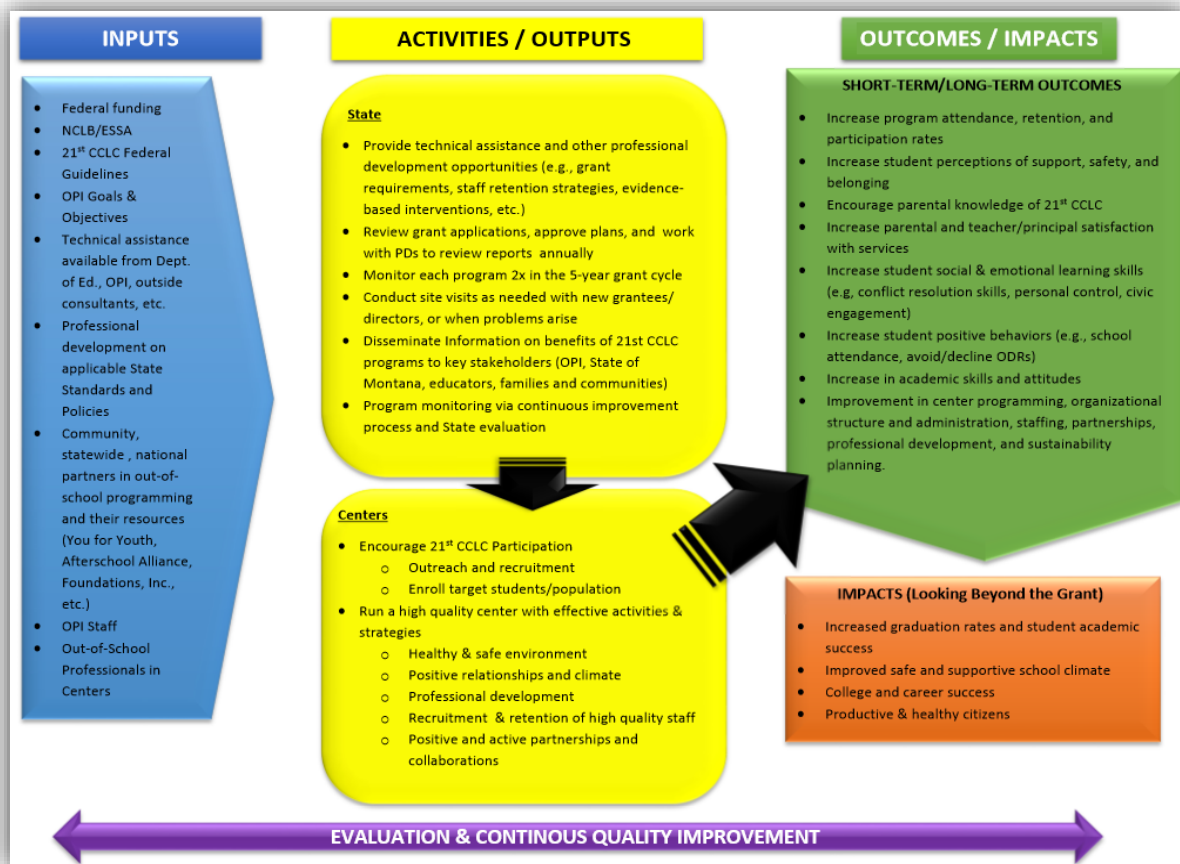 INPUTS
• Federal funding
• NCLB/ESSA
• 21st CCLC Federal
Guidelines
• OPI Goals &
Objectives
• Technical assistance
available from Dept.
of Ed., OPI, outside
consultants, etc.
• Professional
development on
applicable State
Standards and
Policies
• Community,
statewide , national
partners in out-of-
school programming
and their resources
(You for Youth,
Afterschool Alliance,
Foundations, Inc.,
etc.)
• OPI Staff
• Out-of-School
Professionals in
Centers
ACTIVITIES / OUTPUTS
State
• Provide technical assistance and other professional
development opportunities (e.g., grant
requirements, staff retention strategies, evidence-
based interventions, etc.)
• Review grant applications, approve plans, and work
with PDs to review reports annually
• Monitor each program 2x in the 5-year grant cycle
• Conduct site visits as needed with new grantees/
directors, or when problems arise
• Disseminate Information on benefits of 21st CCLC
programs to key stakeholders (OPI, State of
Montana, educators, families and communities)
• Program monitoring via continuous improvement
process and State evaluation
Centers
• Encourage 21st CCLC Participation
o Outreach and recruitment
o Enroll target students/population
• Run a high quality center with effective activities &
strategies
o Healthy & safe environment
o Positive relationships and climate
o Professional development
o Recruitment & retention of high quality staff
o Positive and active partnerships and
collaborations
OUTCOMES / IMPACTS
SHORT-TERM/LONG-TERM OUTCOMES
• Increase program attendance, retention, and
participation rates
• Increase student perceptions of support, safety, and
belonging
• Encourage parental knowledge of 21st CCLC
• Increase parental and teacher/principal satisfaction
with services
• Increase student social & emotional learning skills
(e.g, conflict resolution skills, personal control, civic
engagement)
• Increase student positive behaviors (e.g., school
attendance, avoid/decline ODRs)
• Increase in academic skills and attitudes
• Improvement in center programming, organizational
structure and administration, staffing, partnerships,
professional development, and sustainability
planning.
IMPACTS (Looking Beyond the Grant)
• Increased graduation rates and student academic
success
• Improved safe and supportive school climate
• College and career success
• Productive & healthy citizens
EVALUATION & CONTINOUS QUALITY IMPROVEMENT